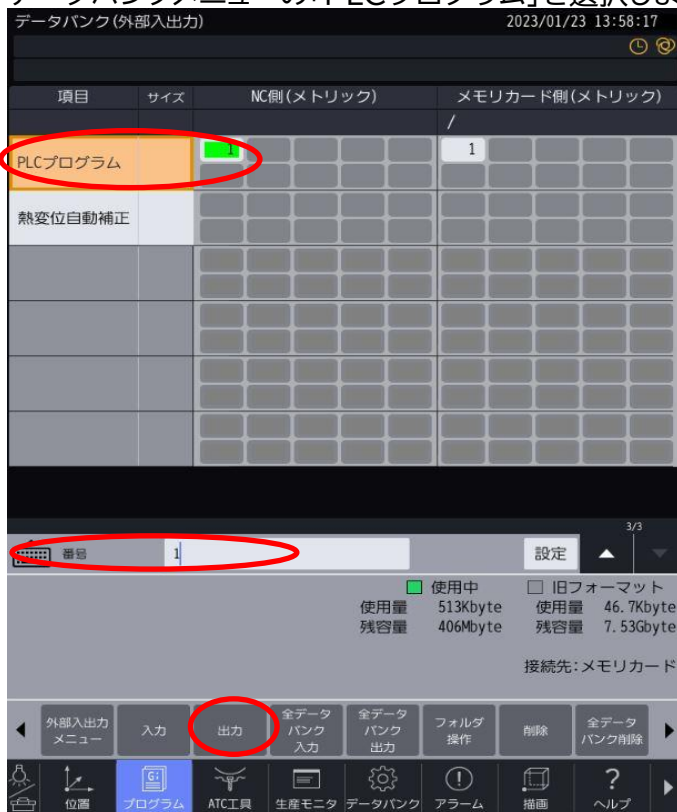 データバンク(外部入出力) 2023/01/23 13:58:17
項目 サイズ NC側(メトリック) メモリカード側(メトリック)
/
PLCプログラム 1 1
熱変位自動補正
3/3
番号 1 設定
使用中 旧フォーマット
使用量 513Kbyte 使用量 46.7Kbyte
残容量 406Mbyte 残容量 7.53Gbyte
接続先:メモリカード
外部入出力
メニュー
入力
出力
全データ
バンク
入力
全データ
バンク
出力
フォルダ
操作
削除
全データ
バンク削除
位置 プログラム ATC工具 生産モニタ データバンク アラーム 描画 ヘルプ